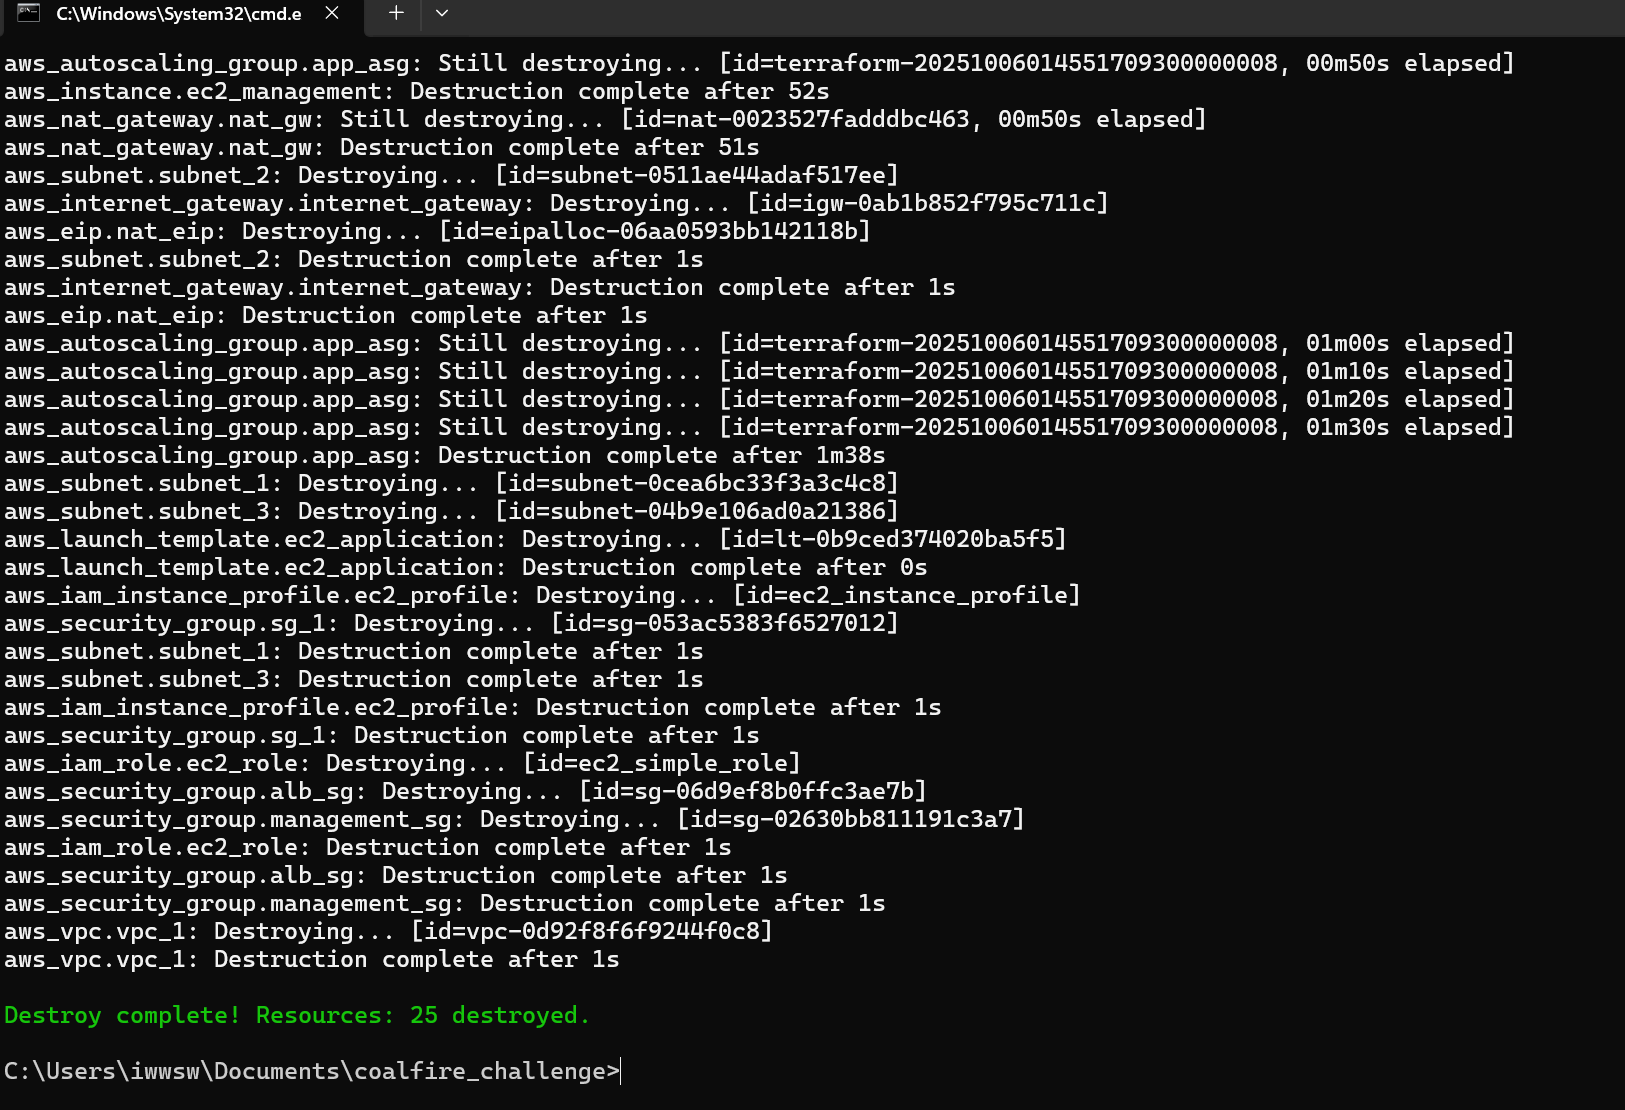 C:\Windows\System32\cmd.e
aws_autoscaling_group.app_asg: Still destroying... [id=terraform-20251006014551709300000008, 00m50s elapsed]
aws_instance.ec2_management: Destruction complete after 52s
aws_nat_gateway.nat_gw: Still destroying... [id=nat-0023527fadddbc463, 00m50s elapsed]
aws_nat_gateway.nat_gw: Destruction complete after 51s
aws_subnet.subnet_2: Destroying... [id=subnet-0511ae44adaf517ee]
aws_internet_gateway.internet_gateway: Destroying... [id=igw-0ab1b852f795c711c]
aws_eip.nat_eip: Destroying... [id=eipalloc-06aa0593bb142118b]
aws_subnet.subnet_2: Destruction complete after 1s
aws_internet_gateway.internet_gateway: Destruction complete after 1s
aws_eip.nat_eip: Destruction complete after 1s
aws_autoscaling_group.app_asg: Still destroying... [id=terraform-20251006014551709300000008, 01m00s elapsed]
aws_autoscaling_group.app_asg: Still destroying... [id=terraform-20251006014551709300000008, 01m10s elapsed]
aws_autoscaling_group.app_asg: Still destroying... [id=terraform-20251006014551709300000008, 01m20s elapsed]
aws_autoscaling_group.app_asg: Still destroying... [id=terraform-20251006014551709300000008, 01m30s elapsed]
aws_autoscaling_group.app_asg: Destruction complete after 1m38s
aws_subnet.subnet_1: Destroying... [id=subnet-0cea6bc33f3a3c4c8]
aws_subnet.subnet_3: Destroying... [id=subnet-04b9e106ad0a21386]
aws_launch_template.ec2_application: Destroying... [id=lt-0b9ced374020ba5f5]
aws_launch_template.ec2_application: Destruction complete after 0s
aws_iam_instance_profile.ec2_profile: Destroying... [id=ec2_instance_profile]
aws_security_group.sg_1: Destroying... [id=sg-053ac5383f6527012]
aws_subnet.subnet_1: Destruction complete after 1s
aws_subnet.subnet_3: Destruction complete after 1s
aws_iam_instance_profile.ec2_profile: Destruction complete after 1s
aws_security_group.sg_1: Destruction complete after 1s
aws_iam_role.ec2_role: Destroying... [id=ec2_simple_role]
aws_security_group.alb_sg: Destroying... [id=sg-06d9ef8b0ffc3ae7b]
aws_security_group.management_sg: Destroying... [id=sg-02630bb811191c3a7]
aws_iam_role.ec2_role: Destruction complete after 1s
aws_security_group.alb_sg: Destruction complete after 1s
aws_security_group.management_sg: Destruction complete after 1s
aws_vpc.vpc_1: Destroying... [id=vpc-0d92f8f6f9244f0c8]
aws_vpc.vpc_1: Destruction complete after 1s
Destroy complete! Resources: 25 destroyed.
C:\Users\iwwsw\Documents\coalfire_challenge>